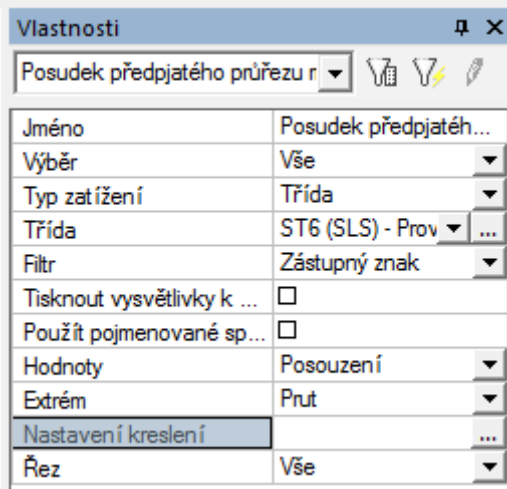 Vlastnosti
Posudek předpjatého průřezu r
Jméno Posudek předpjatéh...
Výběr Vše
Typ zatížení Třída
Třída ST6 (SLS) - Prov ...
Filtr Zástupný znak
Tisknout vysvětlivky k ...
Použít pojmenované sp...
Hodnoty Posouzení
Extrém Prut
Nastavení kreslení ...
Řez Vše